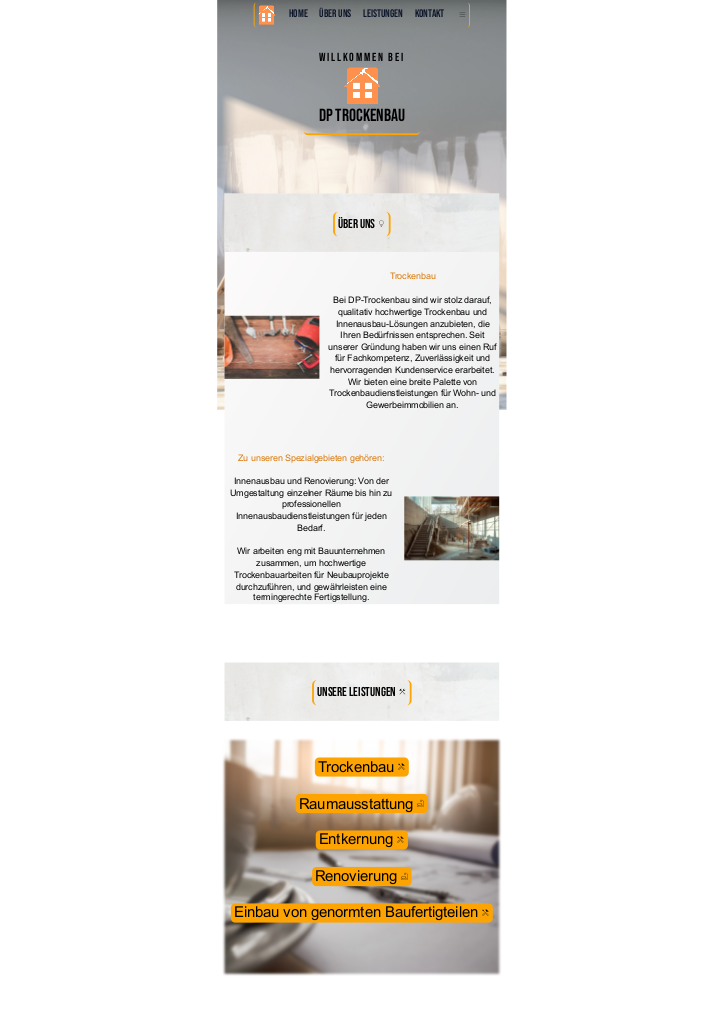 HOME ÜBER UNS LEISTUNGEN KONTAKT
WILLKOMMEN BEI
DP TROCKENBAU
ÜBER UNS
Trockenbau
Bei DP-Trockenbau sind wir stolz darauf,
qualitativ hochwertige Trockenbau und
Innenausbau-Lösungen anzubieten, die
Ihren Bedürfnissen entsprechen. Seit
unserer Gründung haben wir uns einen Ruf
für Fachkompetenz, Zuverlässigkeit und
hervorragenden Kundenservice erarbeitet.
Wir bieten eine breite Palette von
Trockenbaudienstleistungen für Wohn- und
Gewerbeimmobilien an.
Zu unseren Spezialgebieten gehören:
Innenausbau und Renovierung: Von der
Umgestaltung einzelner Räume bis hin zu
professionellen
Innenausbaudienstleistungen für jeden
Bedarf.
Wir arbeiten eng mit Bauunternehmen
zusammen, um hochwertige
Trockenbauarbeiten für Neubauprojekte
durchzuführen, und gewährleisten eine
termingerechte Fertigstellung.
UNSERE LEISTUNGEN
Trockenbau
Raumausstattung
Entkernung
Renovierung
Einbau von genormten Baufertigteilen